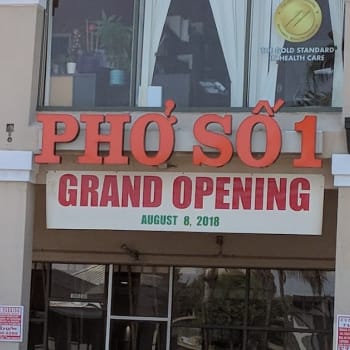 THE GOLD STANDARD
HEALTH CARE
PHỞ SỐ 1
GRAND OPENING
AUGUST 8, 2018